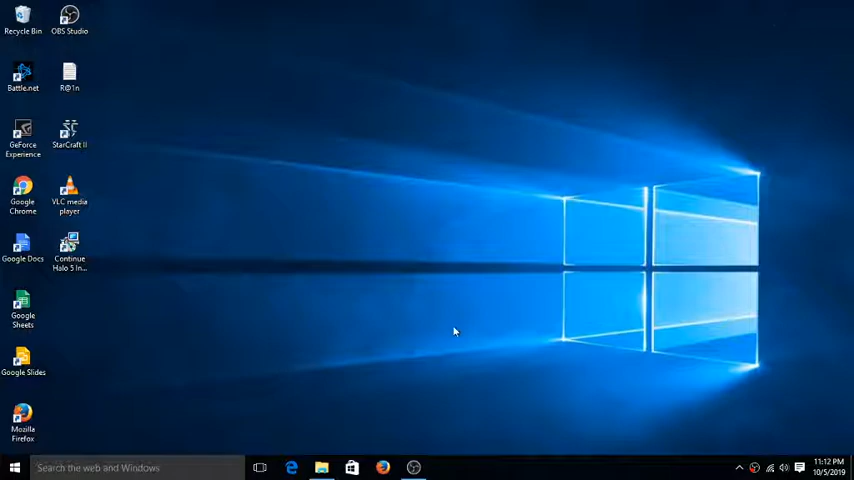 Recycle Bin
OBS Studio
Battle.net
R@1n
GeForce
Experience
StarCraft II
Google
Chrome
VLC media
player
Google Docs
Continue
Halo 5 In...
Google
Sheets
Google Slides
Mozilla
Firefox
Search the web and Windows
11:12 PM
10/5/2019